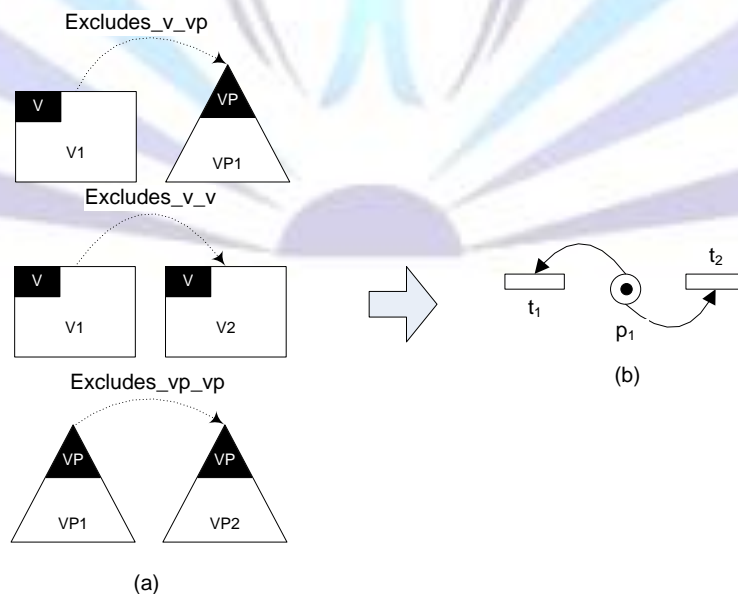 Excludes_v_vp
V
V1
VP
VP1
Excludes_v_v
V
V1
V
V2
t1
p1
t2
(b)
Excludes_vp_vp
VP
VP1
VP
VP2
(a)